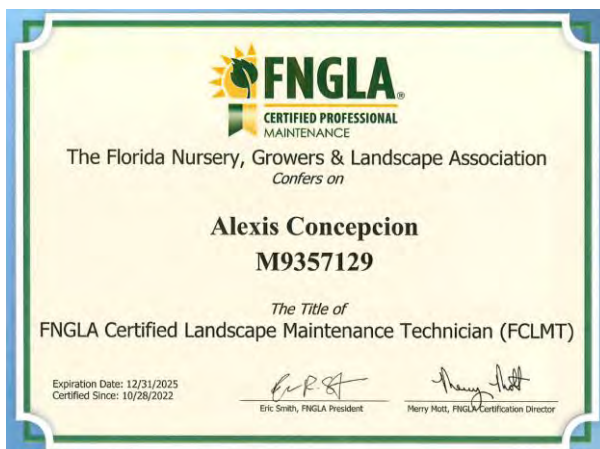 FNGLA®
CERTIFIED PROFESSIONAL
MAINTENANCE
The Florida Nursery, Growers & Landscape Association
Confers on
Alexis Concepcion
M9357129
The Title of
FNGLA Certified Landscape Maintenance Technician (FCLMT)
Expiration Date: 12/31/2025
Certified Since: 10/28/2022
Eric Smith, FNGLA President
Merry Mott, FNGLA Certification Director